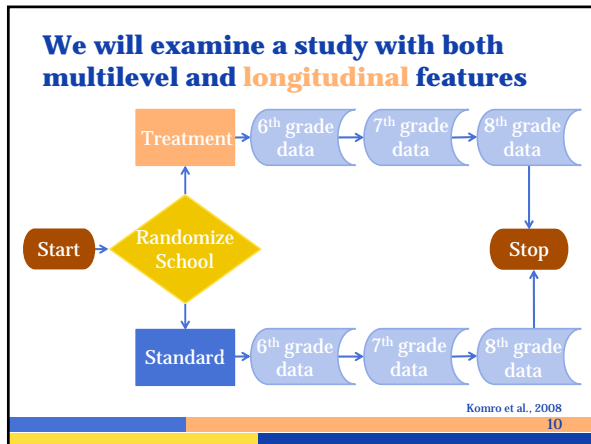 We will examine a study with both
multilevel and longitudinal features
Treatment
6th grade
data
7th grade
data
8th grade
data
Start
Randomize
School
Stop
Standard
6th grade
data
7th grade
data
8th grade
data
Komro et al., 2008
10